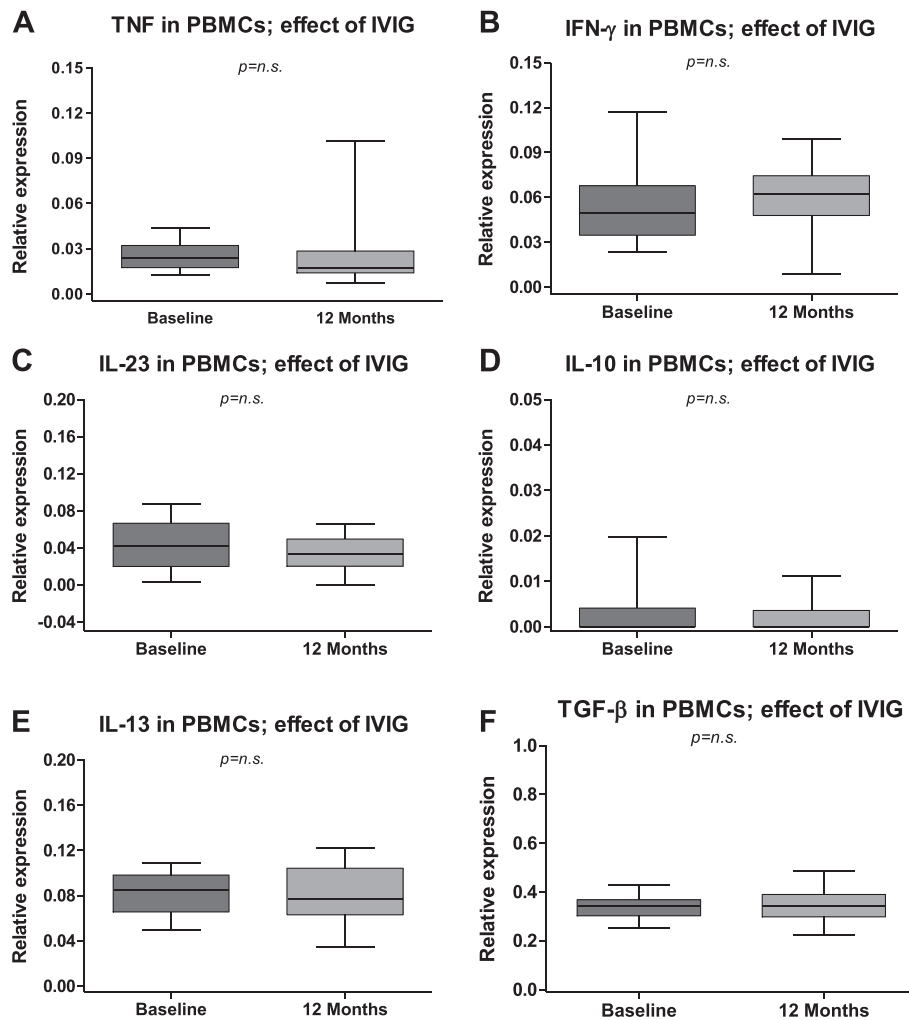 A
TNF in PBMCs; effect of IVIG
p=n.s.
Relative expression
0.15
0.12
0.09
0.06
0.03
0.00
Baseline
12 Months
B
IFN-γ in PBMCs; effect of IVIG
p=n.s.
Relative expression
0.15
0.12
0.09
0.06
0.03
0.00
Baseline
12 Months
C
IL-23 in PBMCs; effect of IVIG
p=n.s.
Relative expression
0.20
0.16
0.12
0.08
0.04
0.00
-0.04
Baseline
12 Months
D
IL-10 in PBMCs; effect of IVIG
p=n.s.
Relative expression
0.05
0.04
0.03
0.02
0.01
0.00
Baseline
12 Months
E
IL-13 in PBMCs; effect of IVIG
p=n.s.
Relative expression
0.20
0.16
0.12
0.08
0.04
0.00
Baseline
12 Months
F
TGF-β in PBMCs; effect of IVIG
p=n.s.
Relative expression
1.0
0.8
0.6
0.4
0.2
0.0
Baseline
12 Months